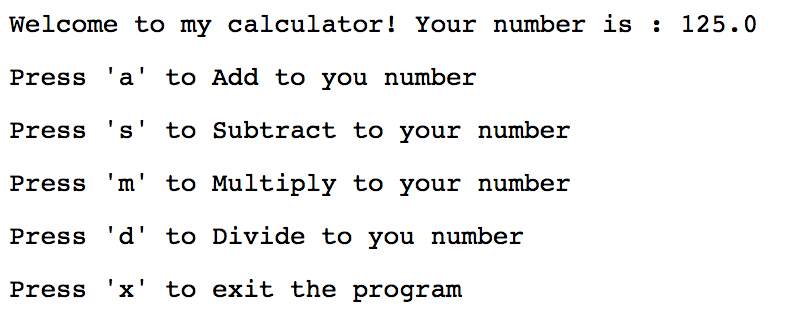 Welcome to my calculator! Your number is : 125.0
Press 'a' to Add to you number
Press 's' to Subtract to your number
Press 'm' to Multiply to your number
Press 'd' to Divide to you number
Press 'x' to exit the program